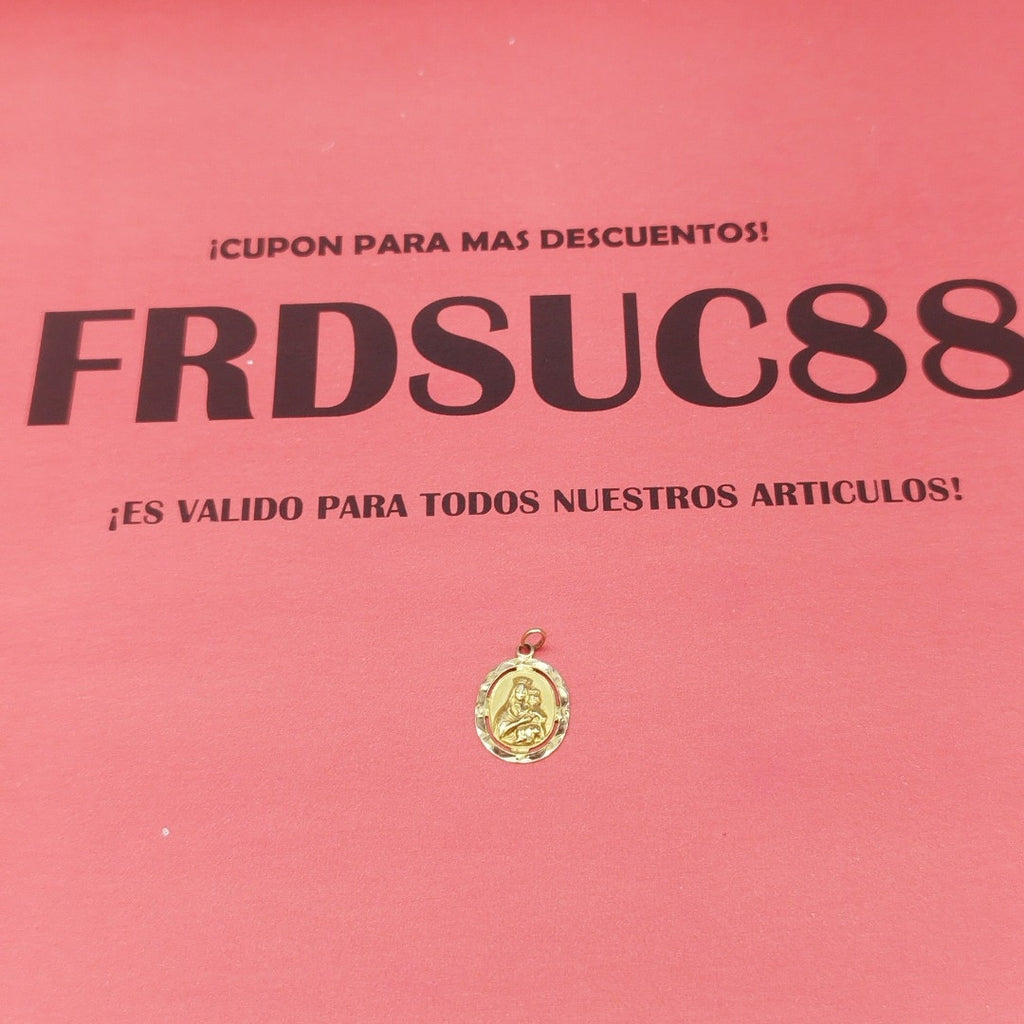 ¡CUPON PARA MAS DESCUENTOS!
FRDSUC88
¡ES VALIDO PARA TODOS NUESTROS ARTICULOS!